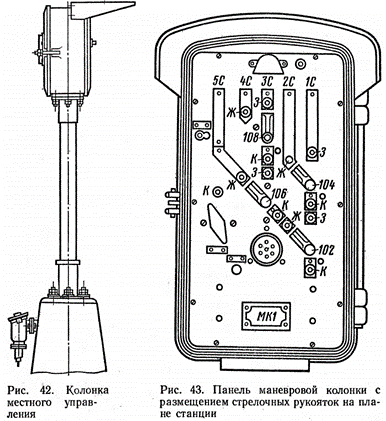 5С 4С 3С 2С 1С
Ж
З
108
К
З
З
Ж
К
Ж
106
104
К
З
К
Ж
102
К
МК1
Рис. 42. Колонка
местного управ-
ления
Рис. 43. Панель маневровой колонки с
размещением стрелочных рукояток на пла-
не станции